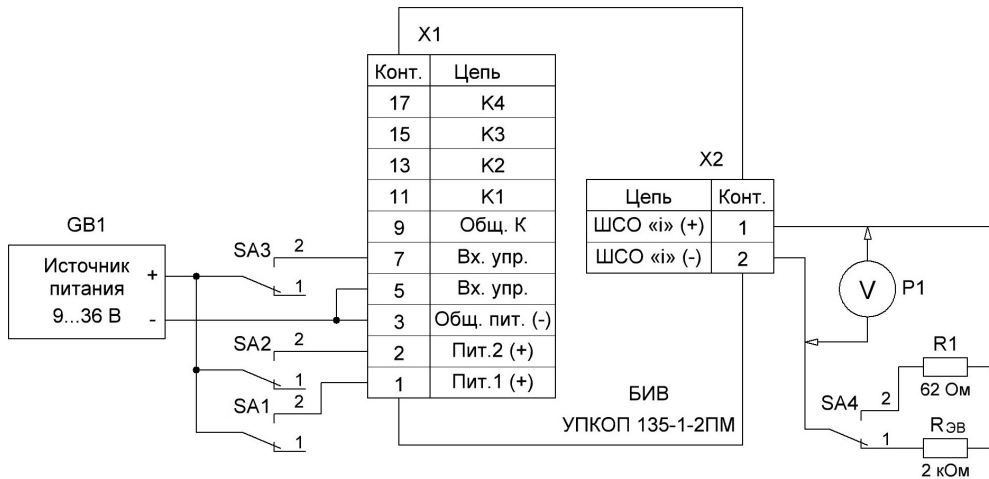 X1
Конт. Цепь
17 K4
15 K3
13 K2
11 K1
9 Общ. К
7 Вх. упр.
5 Вх. упр.
3 Общ. пит. (-)
2 Пит.2 (+)
1 Пит.1 (+)
GB1
Источник
питания
9...36 В
+
-
SA3 2
1
SA2 2
1
SA1 2
1
X2
Цепь Конт.
ШСО «i» (+) 1
ШСО «i» (-) 2
БИВ
УПКОП 135-1-2ПМ
V P1
R1
62 Ом
SA4 2
1
RЭВ
2 кОм